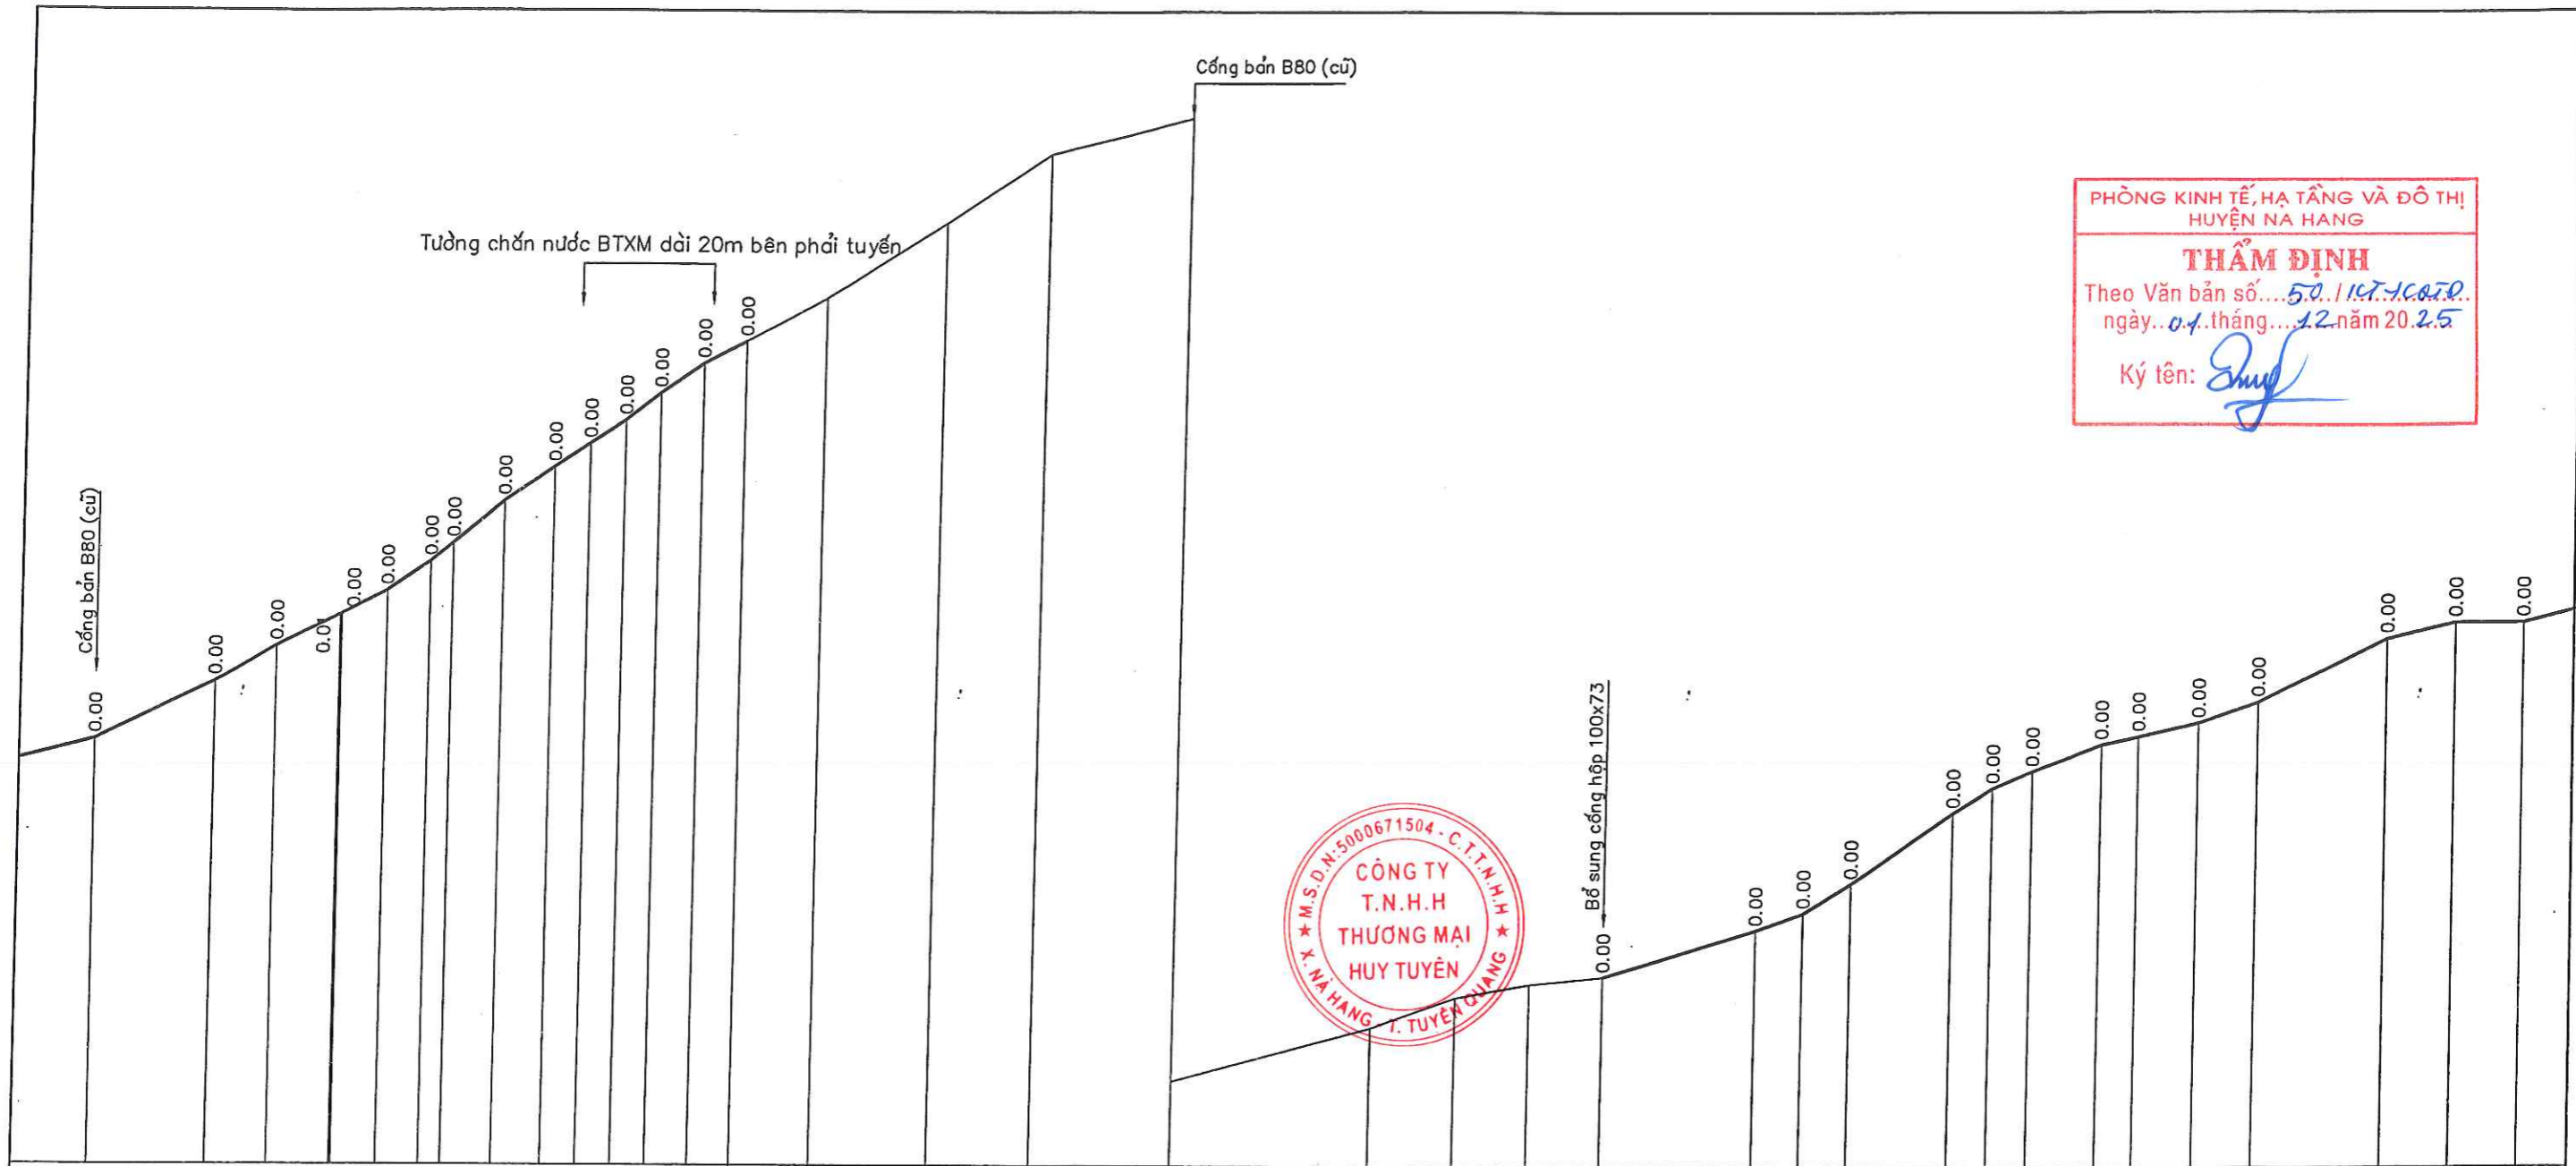 Cống bản B80 (cũ)
Tường chắn nước BTXM dài 20m bên phải tuyến
Cống bản B80 (cũ)
0.00
0.00
0.00
0.01
0.00
0.00
0.00
0.00
0.00
0.00
0.00
0.00
0.00
0.00
0.00
PHÒNG KINH TẾ, HẠ TẦNG VÀ ĐÔ THỊ
HUYỆN NA HANG
THẨM ĐỊNH
Theo Văn bản số....50../
ngày..01..tháng....12.năm 20.25
Ký tên:
★ M.S.D.N:5000671504 - C.T.T.N.H.H ★
CÔNG TY
T.N.H.H
THƯƠNG MẠI
HUY TUYÊN
X. NÀ HANG - T. TUYÊN QUANG
Bổ sung cống hộp 100x73
0.00
0.00
0.00
0.00
0.00
0.00
0.00
0.00
0.00
0.00
0.00
0.00
0.00
0.00